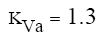 K_Va = 1.3